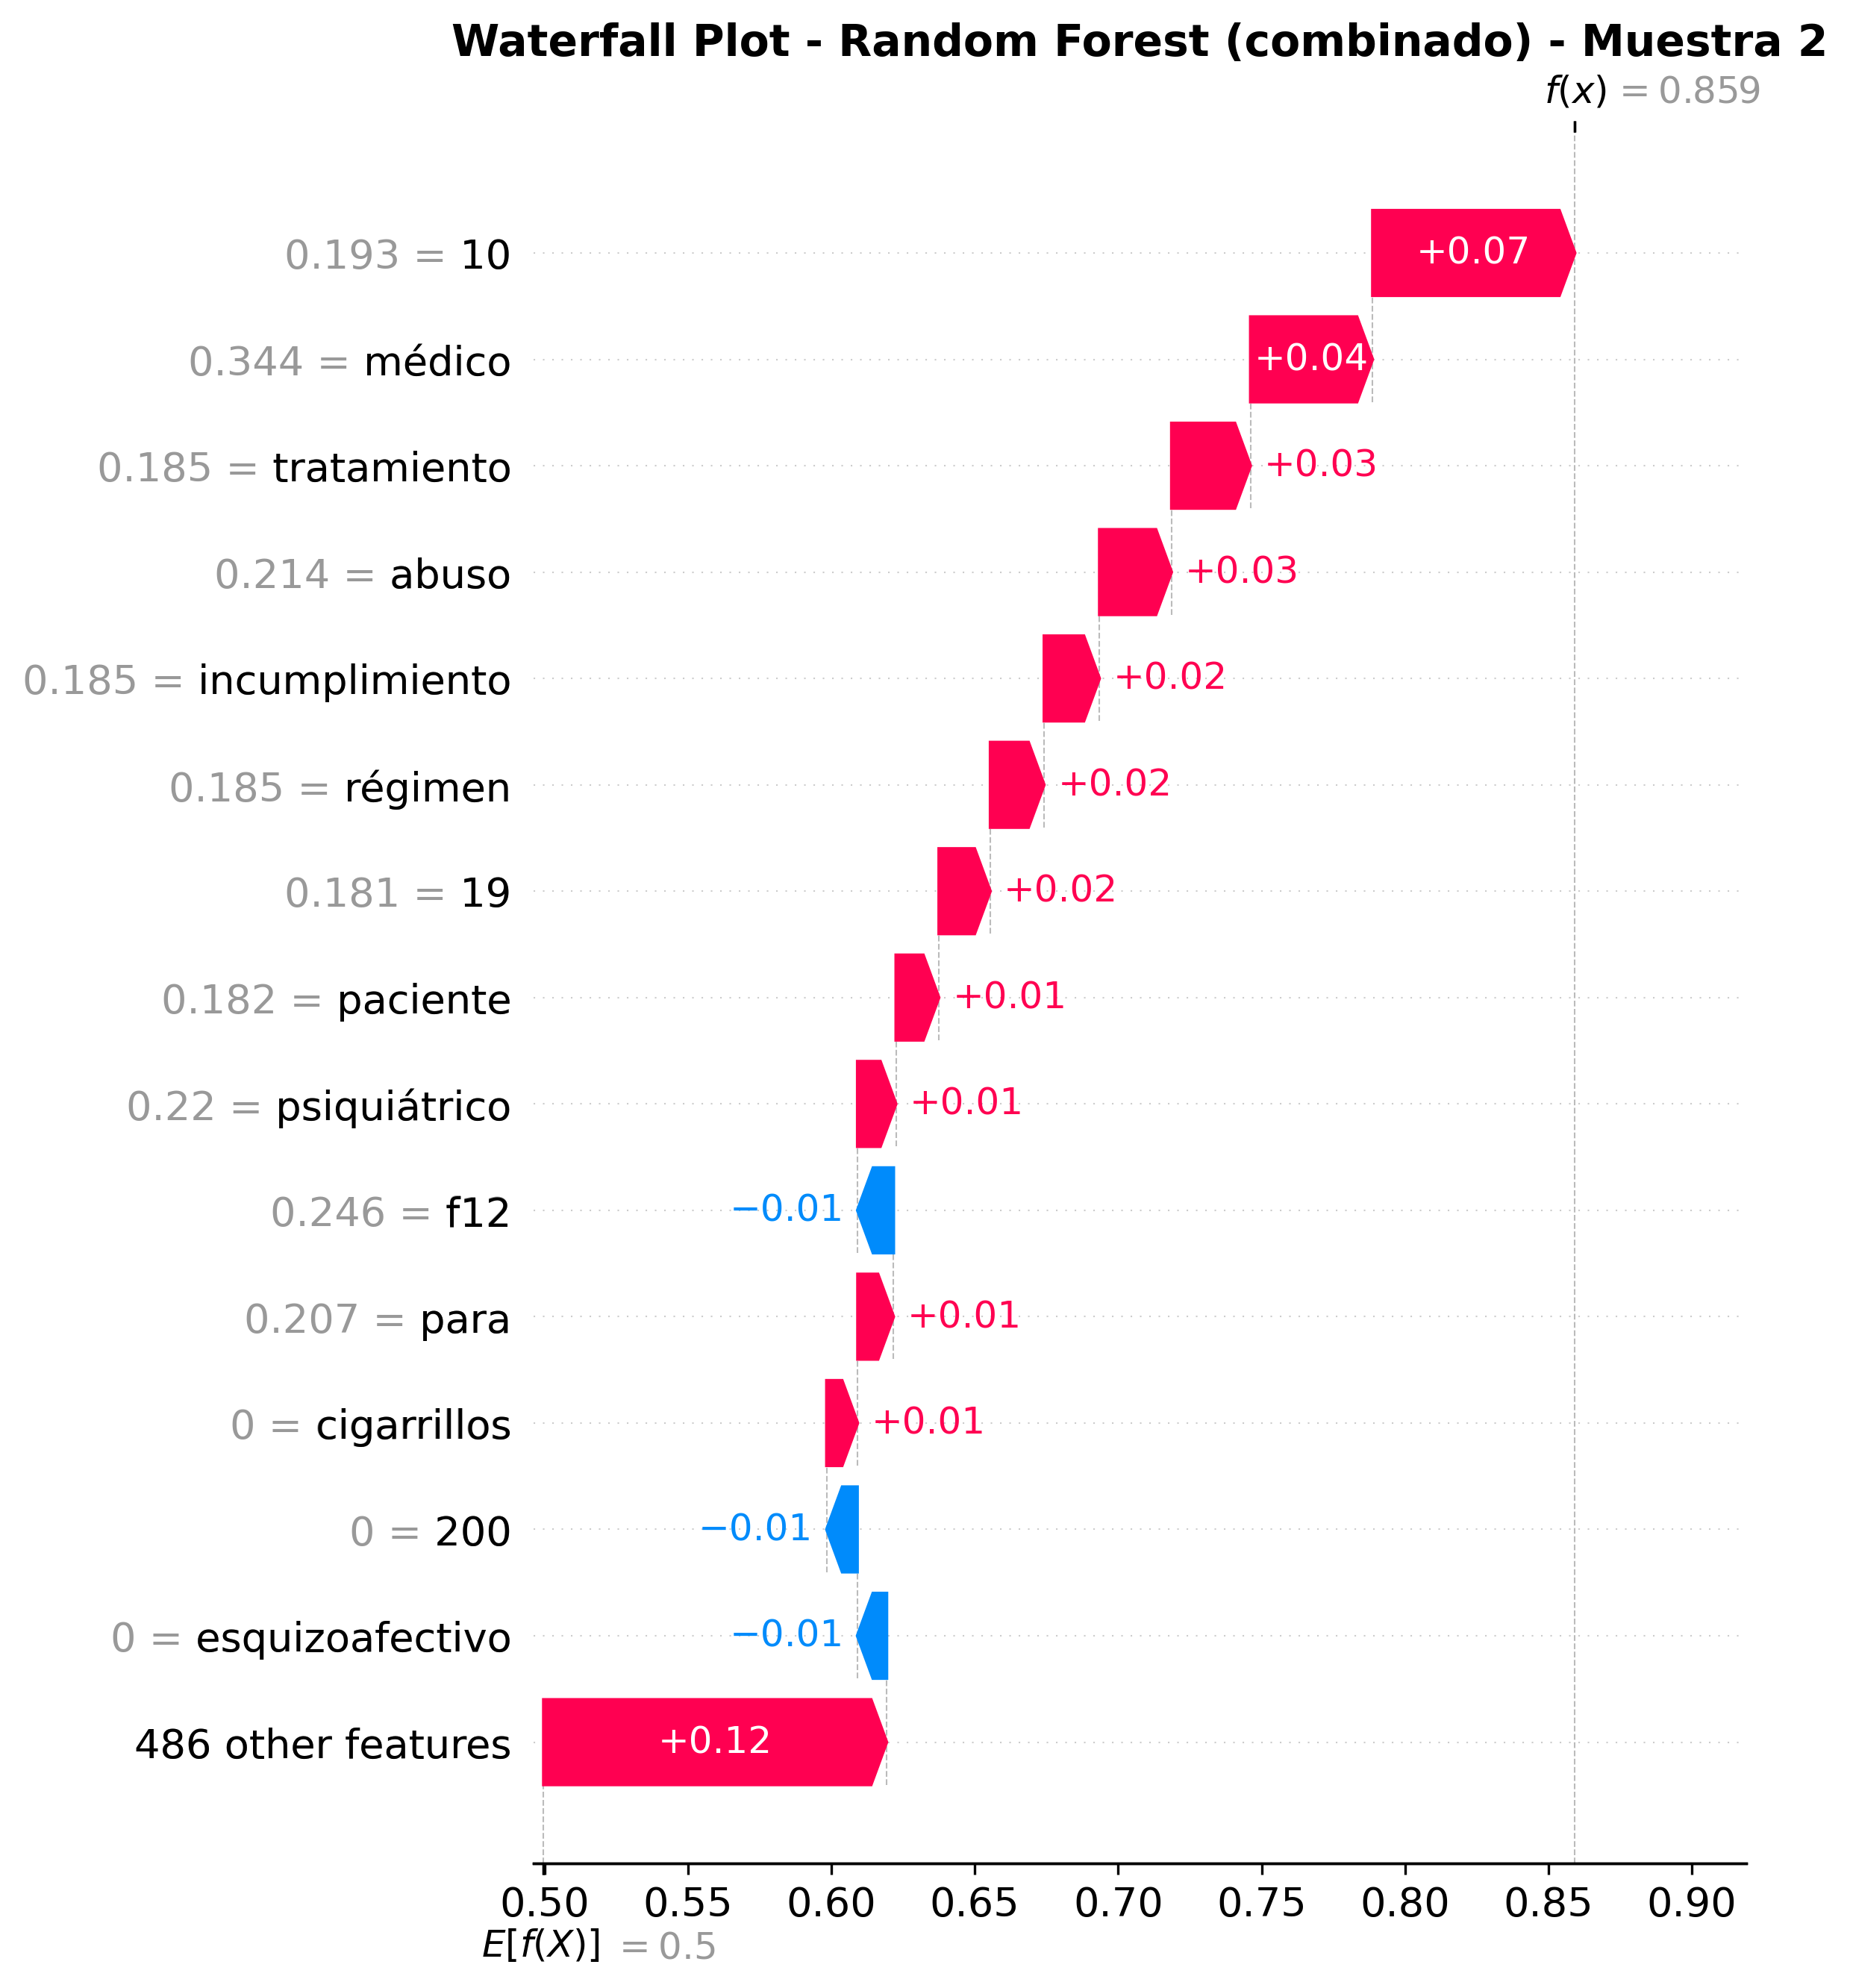 Waterfall Plot - Random Forest (combinado) - Muestra 2
f(x) = 0.859
0.193 = 10 +0.07
0.344 = médico +0.04
0.185 = tratamiento +0.03
0.214 = abuso +0.03
0.185 = incumplimiento +0.02
0.185 = régimen +0.02
0.181 = 19 +0.02
0.182 = paciente +0.01
0.22 = psiquiátrico +0.01
0.246 = f12 −0.01
0.207 = para +0.01
0 = cigarrillos +0.01
0 = 200 −0.01
0 = esquizoafectivo −0.01
486 other features +0.12
0.50 0.55 0.60 0.65 0.70 0.75 0.80 0.85 0.90
E[f(X)] = 0.5